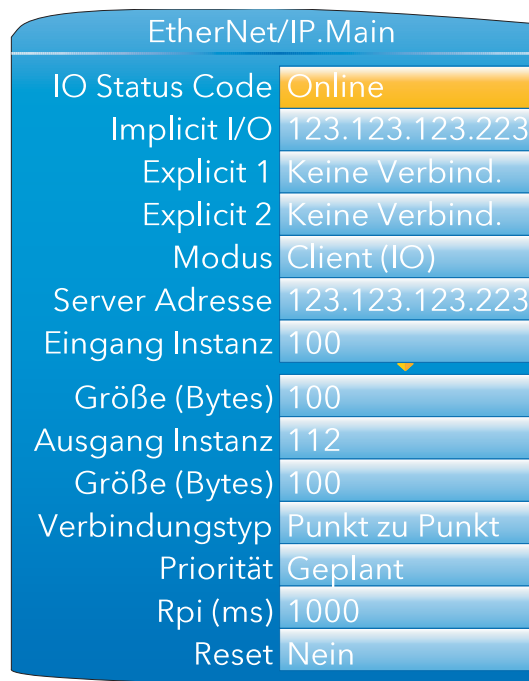 EtherNet/IP.Main
IO Status Code Online
Implicit I/O 123.123.123.223
Explicit 1 Keine Verbind.
Explicit 2 Keine Verbind.
Modus Client (IO)
Server Adresse 123.123.123.223
Eingang Instanz 100
Größe (Bytes) 100
Ausgang Instanz 112
Größe (Bytes) 100
Verbindungstyp Punkt zu Punkt
Priorität Geplant
Rpi (ms) 1000
Reset Nein